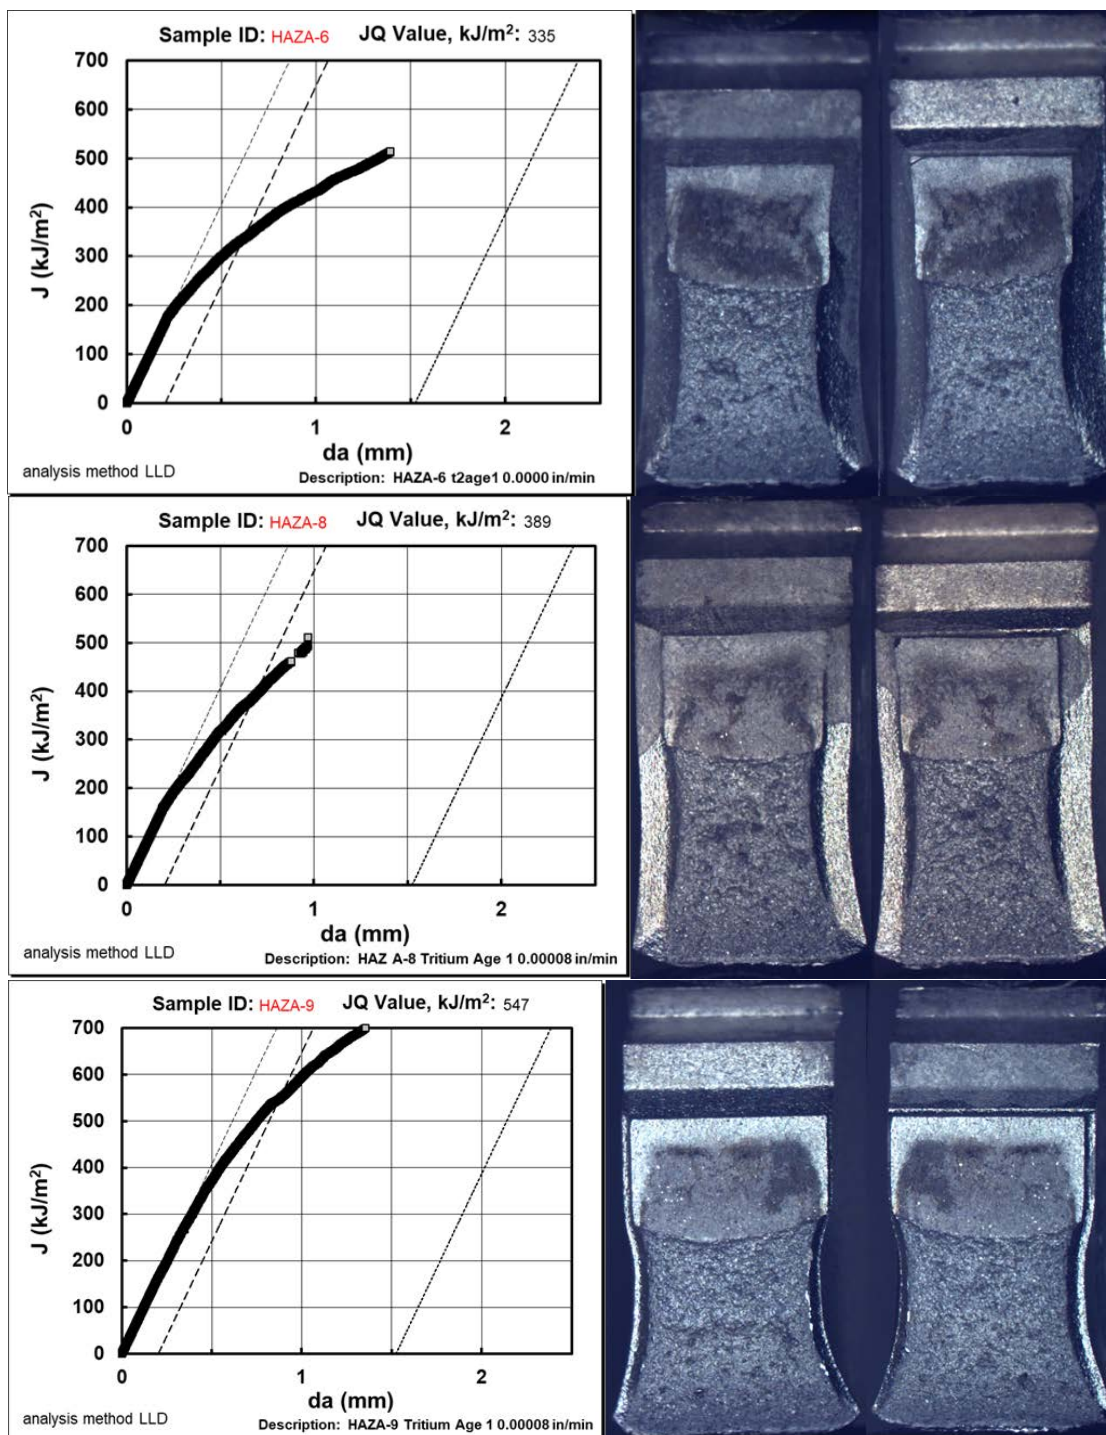 Sample ID: HAZA-6 JQ Value, kJ/m²: 335
700
600
500
400
300
200
100
0
J (kJ/m²)
0 1 2
da (mm)
analysis method LLD
Description: HAZA-6 t2age1 0.0000 in/min
Sample ID: HAZA-8 JQ Value, kJ/m²: 389
700
600
500
400
300
200
100
0
J (kJ/m²)
0 1 2
da (mm)
analysis method LLD
Description: HAZ A-8 Tritium Age 1 0.00008 in/min
Sample ID: HAZA-9 JQ Value, kJ/m²: 547
700
600
500
400
300
200
100
0
J (kJ/m²)
0 1 2
da (mm)
analysis method LLD
Description: HAZA-9 Tritium Age 1 0.00008 in/min